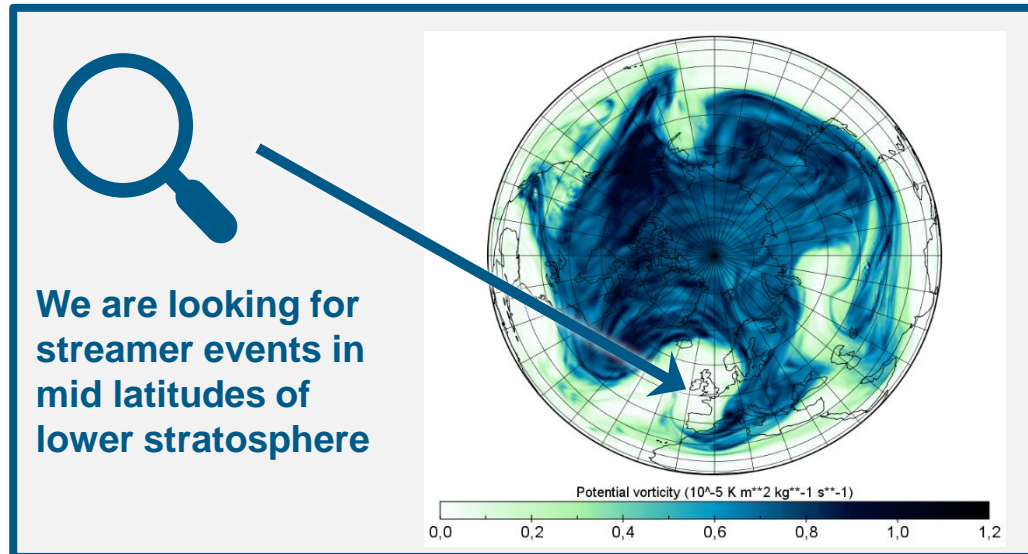 We are looking for
streamer events in
mid latitudes of
lower stratosphere
Potential vorticity (10^-5 K m**2 kg**-1 s**-1)
0,0 0,2 0,4 0,6 0,8 1,0 1,2